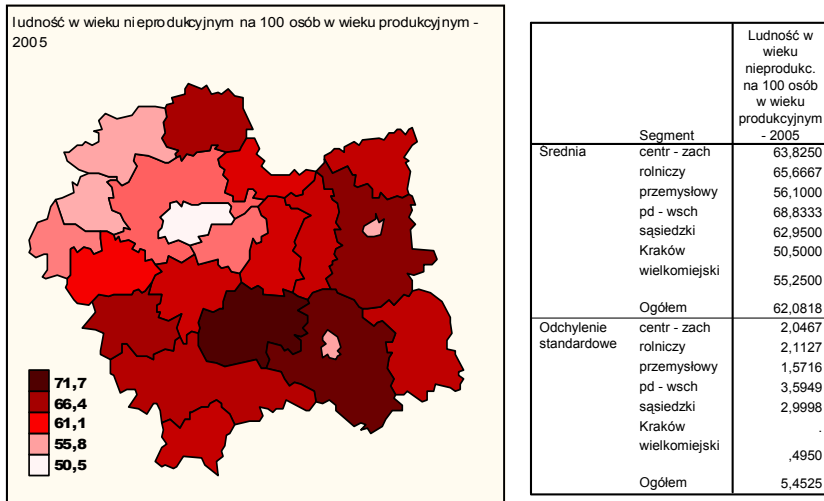 ludność w wieku nieprodukcyjnym na 100 osób w wieku produkcyjnym -
2005
71,7
66,4
61,1
55,8
50,5
Ludność w
wieku
nieprodukc.
na 100 osób
w wieku
produkcyjnym
Segment - 2005
Średnia centr - zach 63,8250
rolniczy 65,6667
przemysłowy 56,1000
pd - wsch 68,8333
sąsiedzki 62,9500
Kraków 50,5000
wielkomiejski
55,2500
Ogółem 62,0818
Odchylenie centr - zach 2,0467
standardowe rolniczy 2,1127
przemysłowy 1,5716
pd - wsch 3,5949
sąsiedzki 2,9998
Kraków .
wielkomiejski
,4950
Ogółem 5,4525